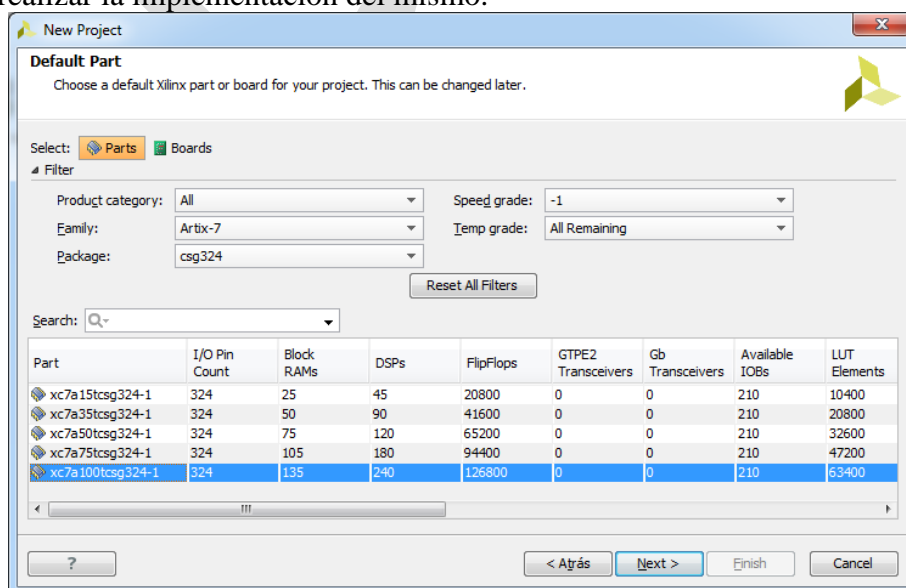 realizar la implementación del mismo.
New Project
Default Part
Choose a default Xilinx part or board for your project. This can be changed later.
Select: Parts Boards
Filter
Product category: All Speed grade: -1
Family: Artix-7 Temp grade: All Remaining
Package: csg324
Reset All Filters
Search:
Part I/O Pin Count Block RAMs DSPs FlipFlops GTPE2 Transceivers Gb Transceivers Available IOBs LUT Elements
xc7a15tcsg324-1 324 25 45 20800 0 0 210 10400
xc7a35tcsg324-1 324 50 90 41600 0 0 210 20800
xc7a50tcsg324-1 324 75 120 65200 0 0 210 32600
xc7a75tcsg324-1 324 105 180 94400 0 0 210 47200
xc7a100tcsg324-1 324 135 240 126800 0 0 210 63400
? < Atrás Next > Finish Cancel